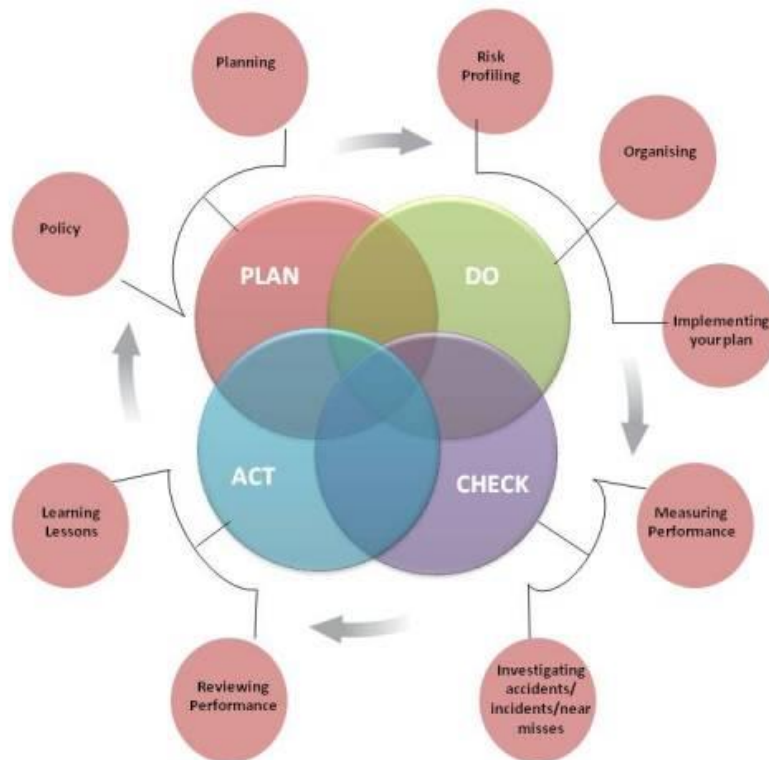 Planning
Risk
Profiling
Organising
Policy
PLAN
DO
Implementing
your plan
ACT
CHECK
Learning
Lessons
Measuring
Performance
Reviewing
Performance
Investigating
accidents/
incidents/near
misses